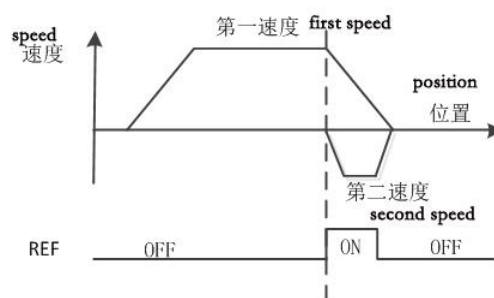 第一速度 first speed
speed
速度
position
位置
第二速度
second speed
REF OFF ON OFF